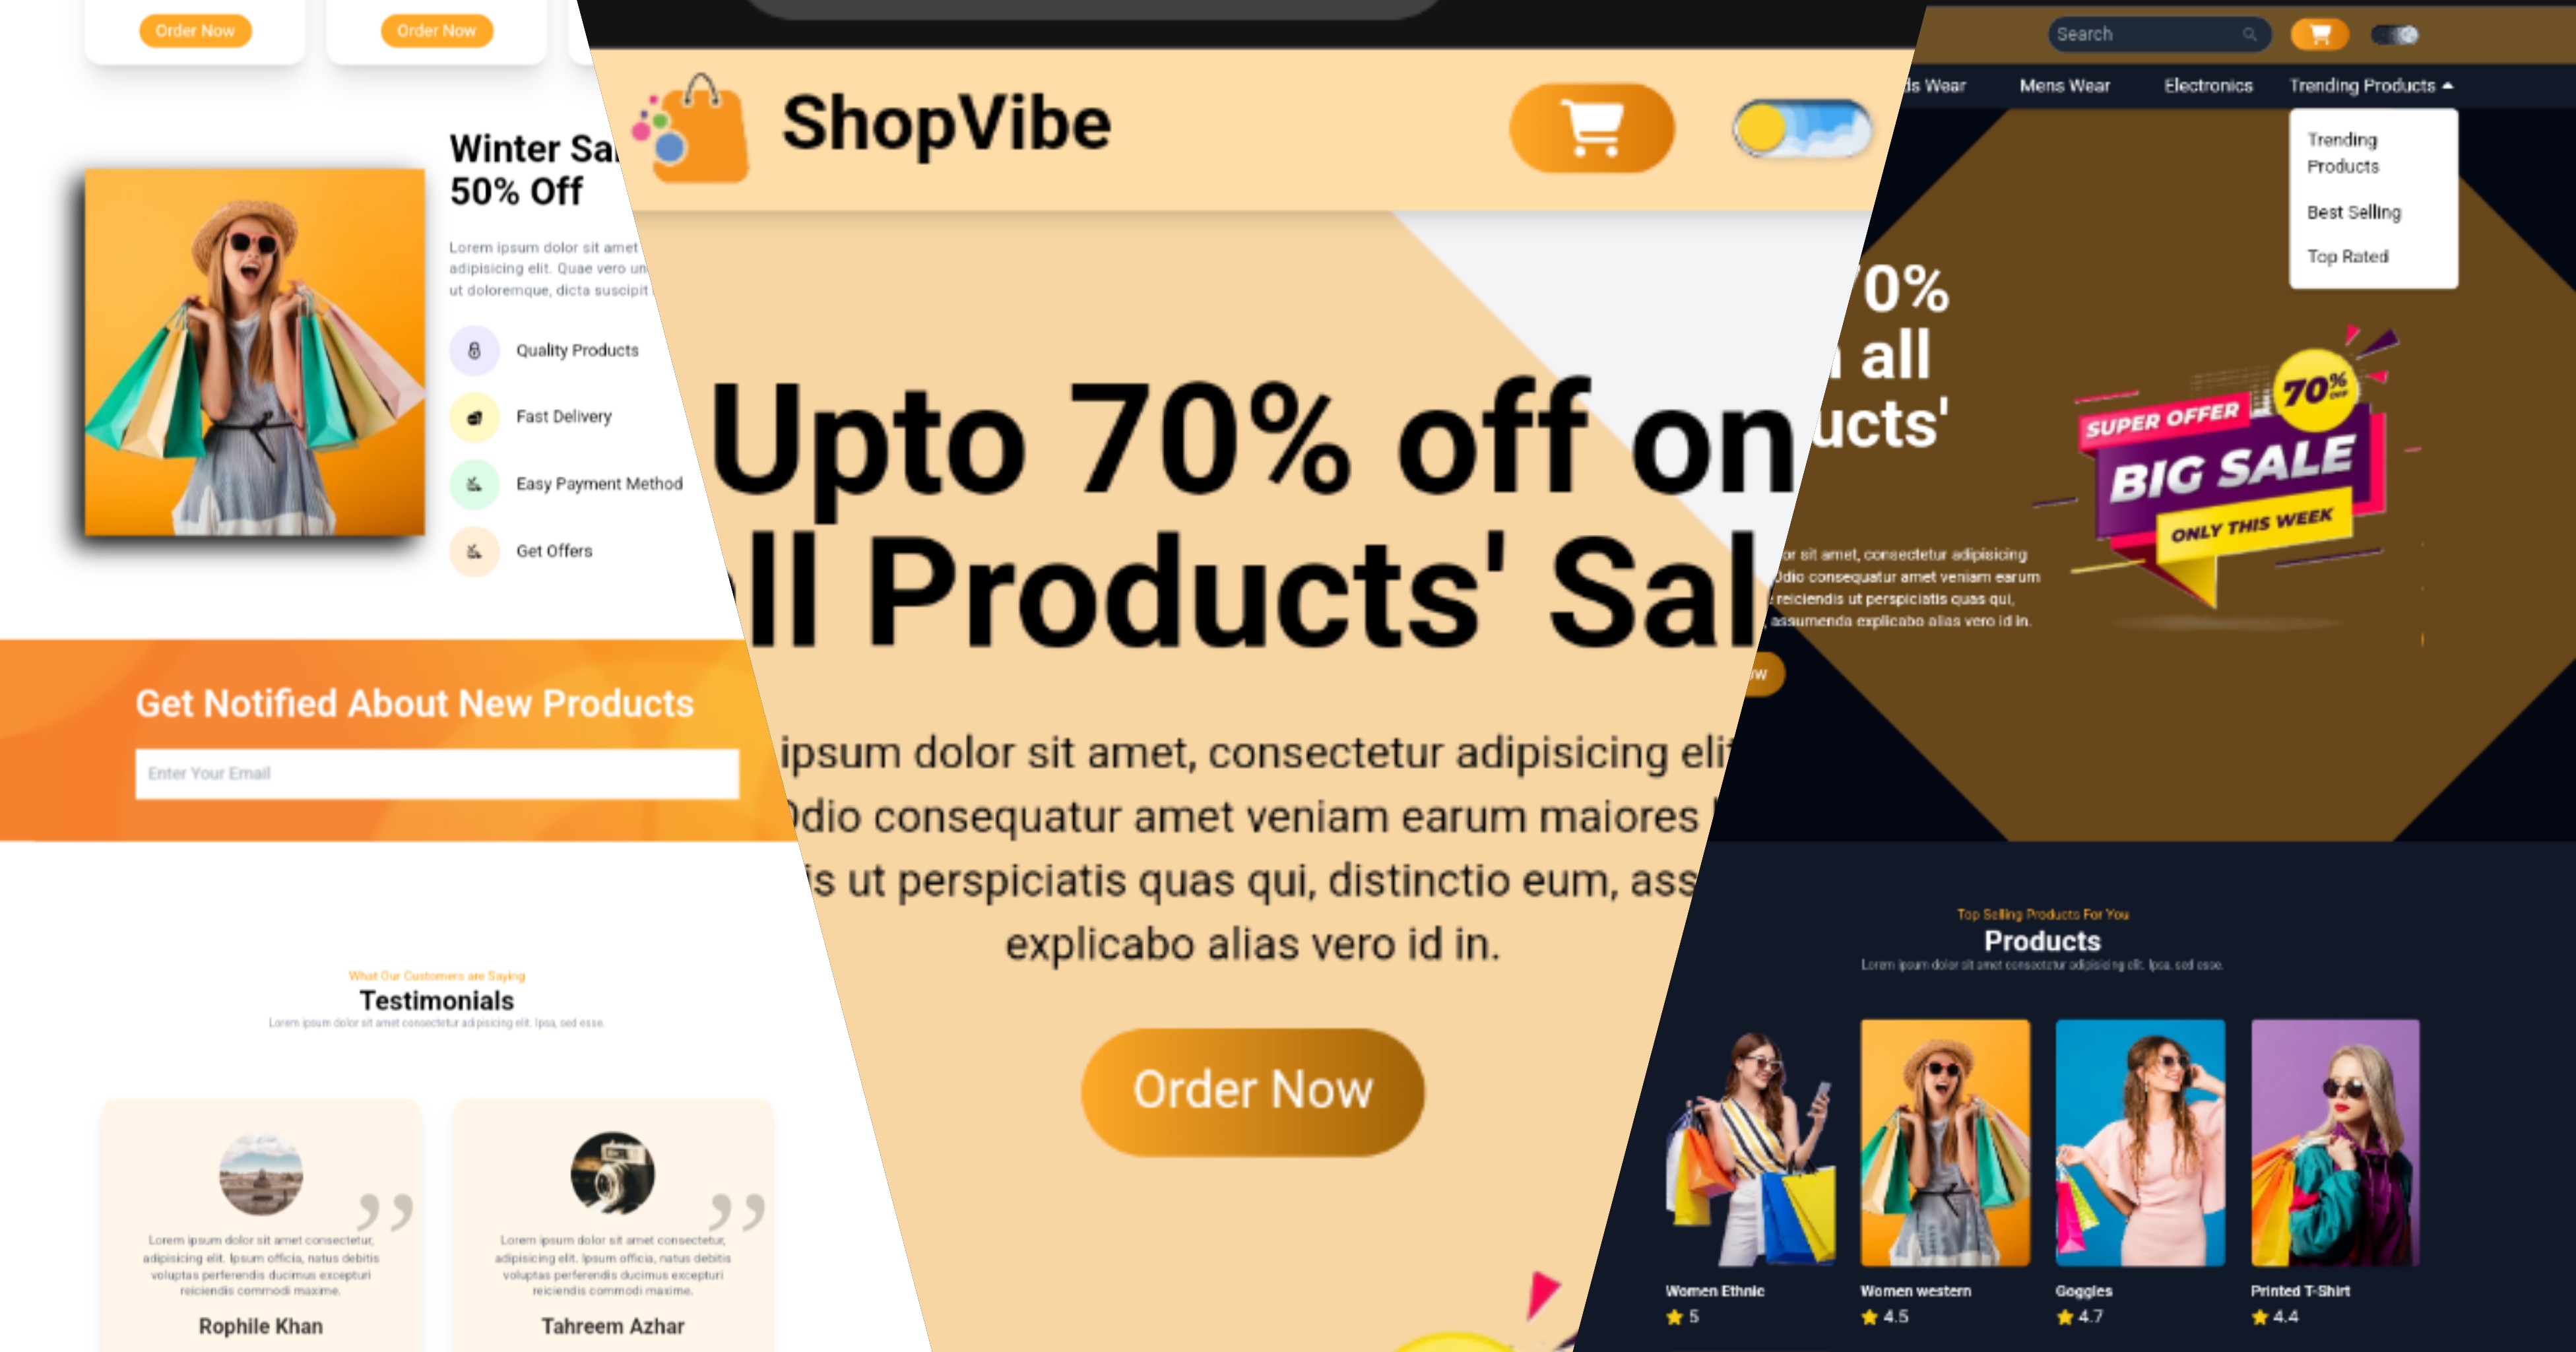 Order Now
Order Now
Winter Sa
50% Off
Lorem ipsum dolor sit amet
adipisicing elit. Quae vero un
ut doloremque, dicta suscipit
Quality Products
Fast Delivery
Easy Payment Method
Get Offers
Get Notified About New Products
Enter Your Email
What Our Customers are Saying
Testimonials
Lorem ipsum dolor sit amet consectetur adipisicing elit. Ipsa, sed esse.
Lorem ipsum dolor sit amet consectetur,
adipisicing elit. Ipsum officia, natus debitis
voluptas perferendis ducimus excepturi
reiciendis commodi maxime.
Rophile Khan
Lorem ipsum dolor sit amet consectetur,
adipisicing elit. Ipsum officia, natus debitis
voluptas perferendis ducimus excepturi
reiciendis commodi maxime.
Tahreem Azhar
ShopVibe
Upto 70% off on
ll Products' Sal
ipsum dolor sit amet, consectetur adipisicing elit
Odio consequatur amet veniam earum maiores
is ut perspiciatis quas qui, distinctio eum, ass
explicabo alias vero id in.
Order Now
Search
ds Wear
Mens Wear
Electronics
Trending Products
Trending
Products
Best Selling
Top Rated
70%
all
ucts'
SUPER OFFER
70% OFF
BIG SALE
ONLY THIS WEEK
or sit amet, consectetur adipisicing
Odio consequatur amet veniam earum
reiciendis ut perspiciatis quas qui,
assumenda explicabo alias vero id in.
ow
Top Selling Products For You
Products
Lorem ipsum dolor sit amet consectetur adipisicing elit. Ipsa, sed esse.
Women Ethnic
5
Women western
4.5
Goggles
4.7
Printed T-Shirt
4.4